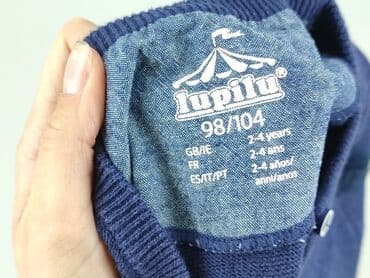 lupilu®
98/104
GB/IE 2-4 years
FR 2-4 ans
ES/IT/PT 2-4 años/
anni/anos